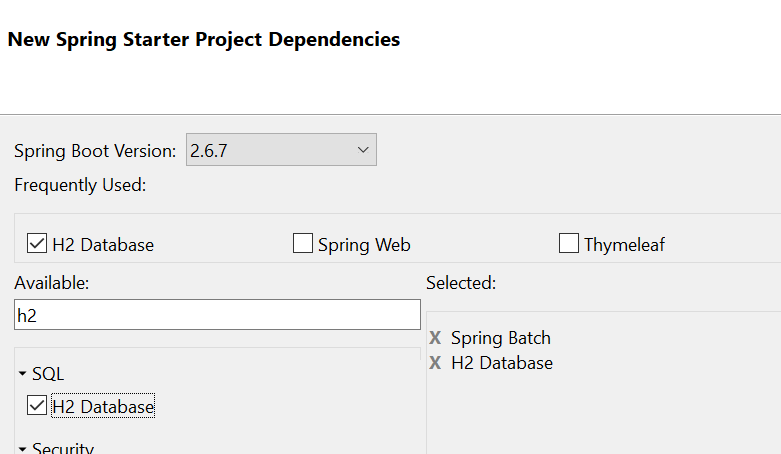 New Spring Starter Project Dependencies
Spring Boot Version: 2.6.7
Frequently Used:
H2 Database Spring Web Thymeleaf
Available: Selected:
h2
X Spring Batch
X H2 Database
SQL
H2 Database
Security